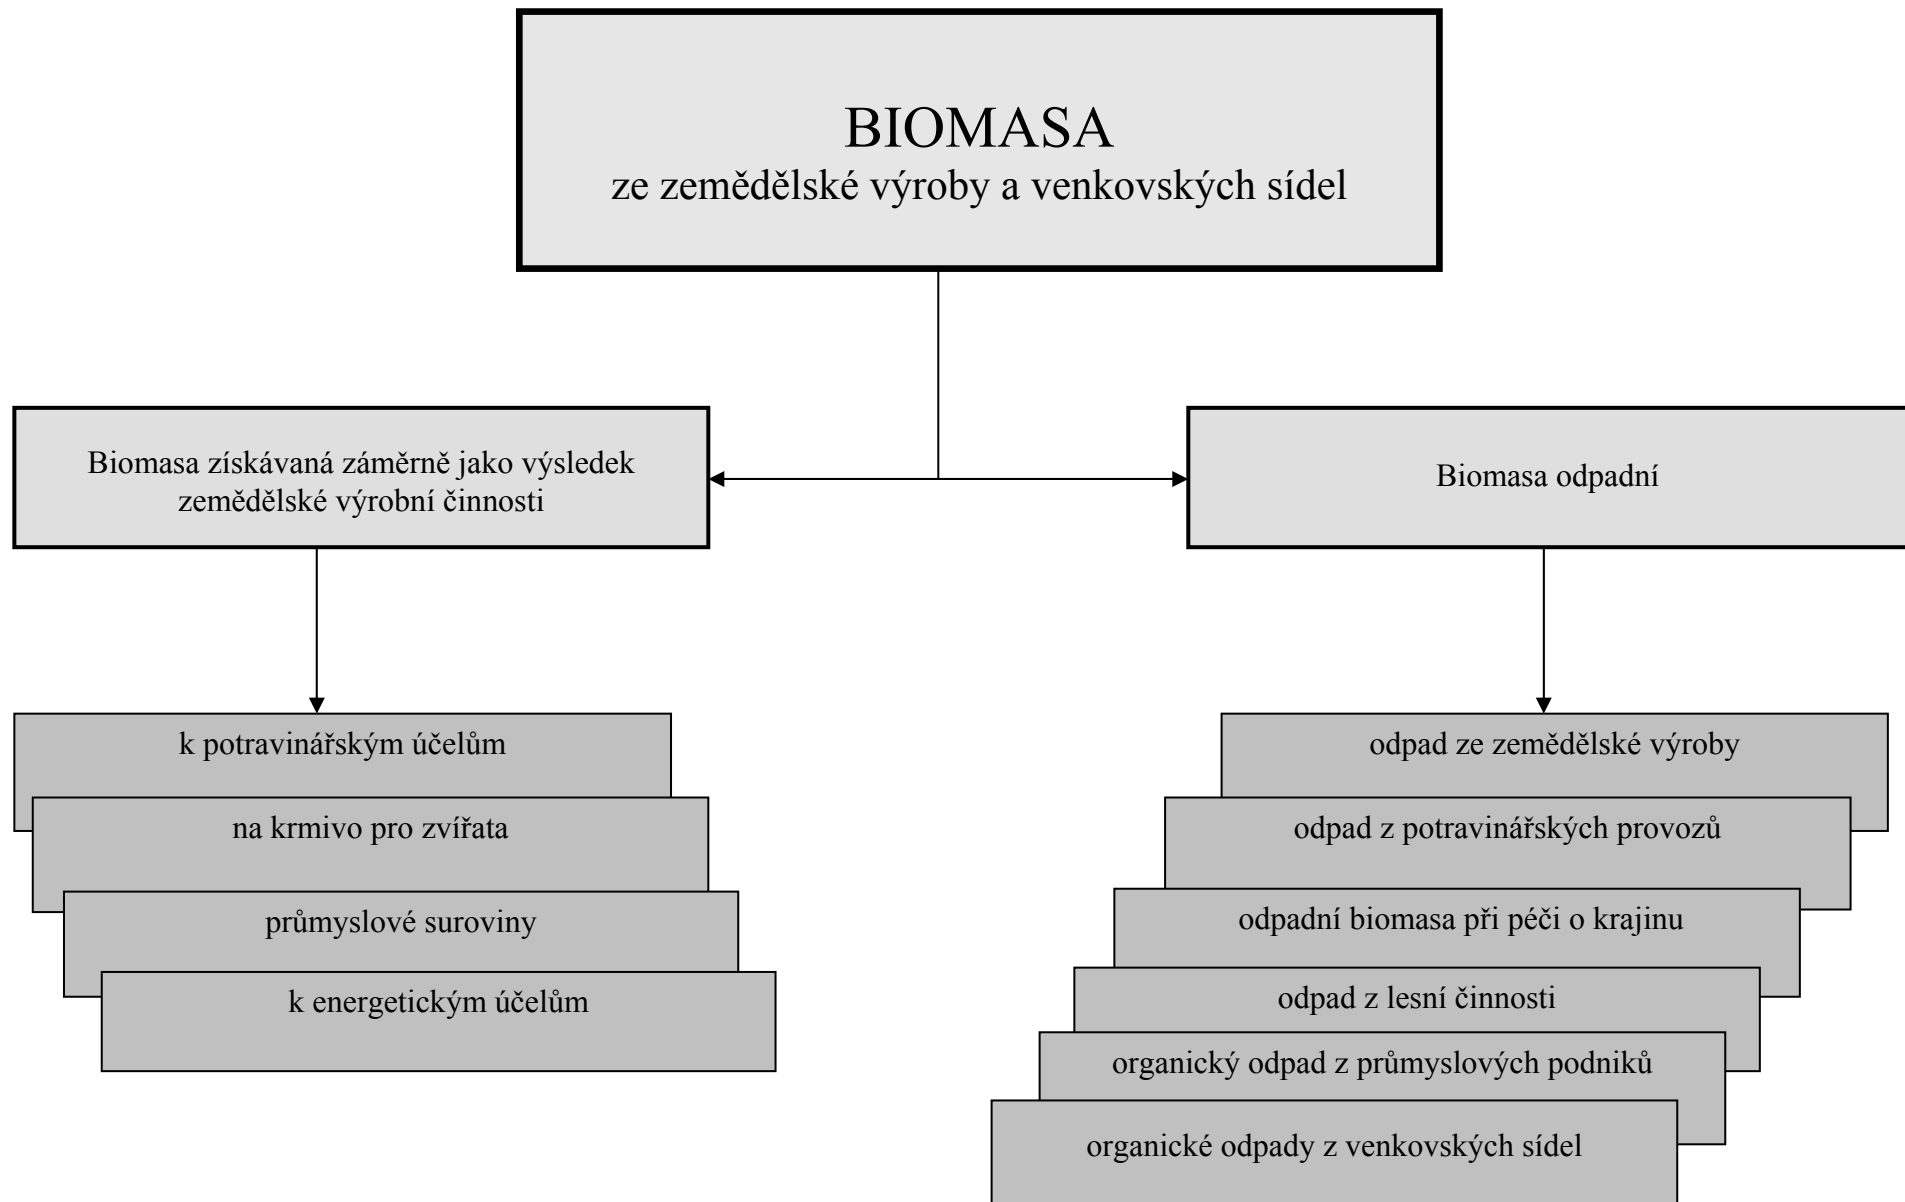 BIOMASA
ze zemědělské výroby a venkovských sídel
Biomasa získávaná záměrně jako výsledek
zemědělské výrobní činnosti
Biomasa odpadní
k potravinářským účelům
na krmivo pro zvířata
průmyslové suroviny
k energetickým účelům
odpad ze zemědělské výroby
odpad z potravinářských provozů
odpadní biomasa při péči o krajinu
odpad z lesní činnosti
organický odpad z průmyslových podniků
organické odpady z venkovských sídel